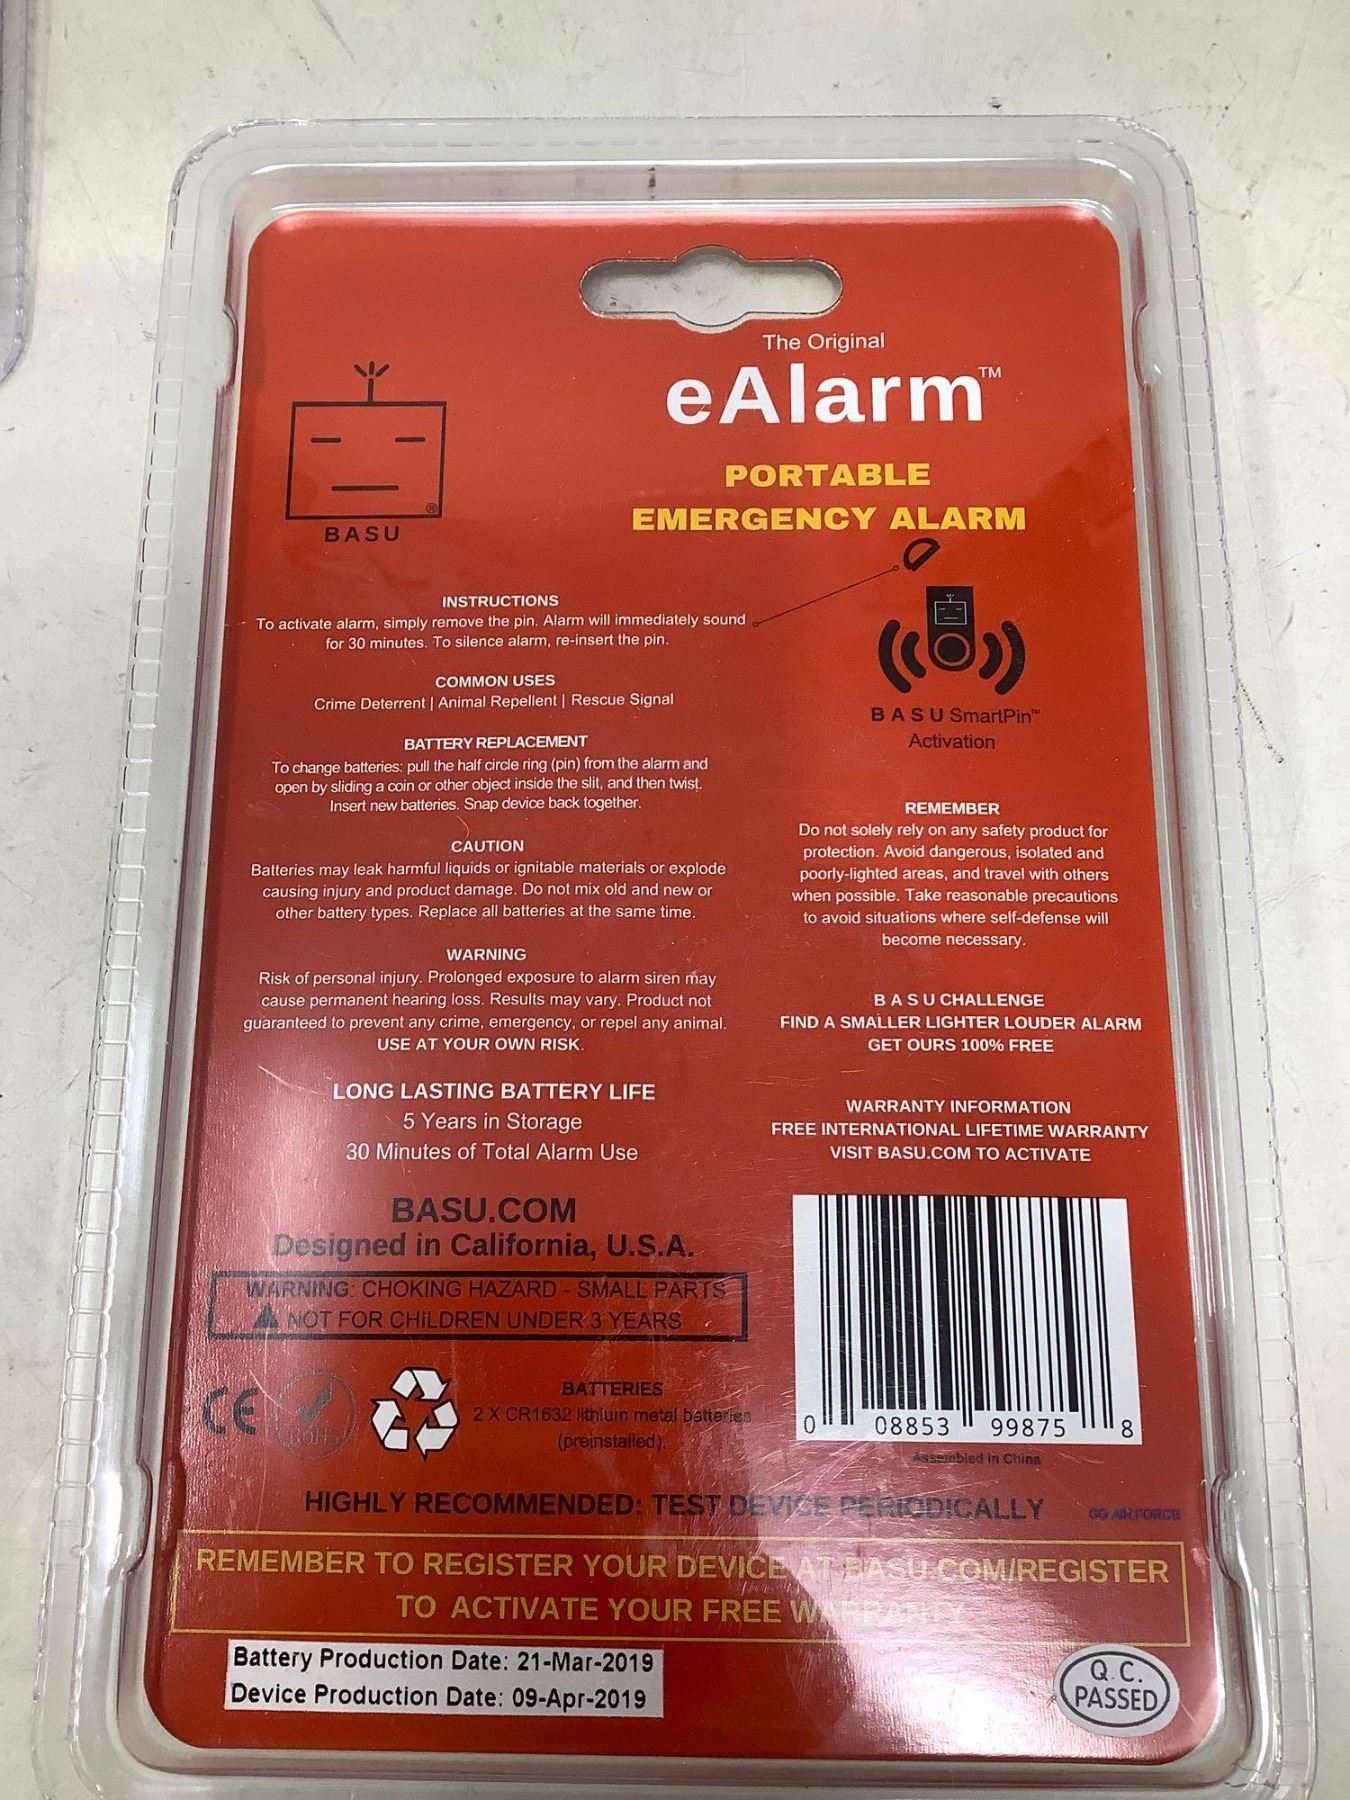 The Original
eAlarm™
PORTABLE
EMERGENCY ALARM
®
BASU
INSTRUCTIONS
To activate alarm, simply remove the pin. Alarm will immediately sound
for 30 minutes. To silence alarm, re-insert the pin.
COMMON USES
Crime Deterrent | Animal Repellent | Rescue Signal
BATTERY REPLACEMENT
To change batteries: pull the half circle ring (pin) from the alarm and
open by sliding a coin or other object inside the slit, and then twist.
Insert new batteries. Snap device back together.
CAUTION
Batteries may leak harmful liquids or ignitable materials or explode
causing injury and product damage. Do not mix old and new or
other battery types. Replace all batteries at the same time.
WARNING
Risk of personal injury. Prolonged exposure to alarm siren may
cause permanent hearing loss. Results may vary. Product not
guaranteed to prevent any crime, emergency, or repel any animal.
USE AT YOUR OWN RISK.
LONG LASTING BATTERY LIFE
5 Years in Storage
30 Minutes of Total Alarm Use
BASU.COM
Designed in California, U.S.A.
WARNING: CHOKING HAZARD - SMALL PARTS
NOT FOR CHILDREN UNDER 3 YEARS
BASU SmartPin™
Activation
REMEMBER
Do not solely rely on any safety product for
protection. Avoid dangerous, isolated and
poorly-lighted areas, and travel with others
when possible. Take reasonable precautions
to avoid situations where self-defense will
become necessary.
BASU CHALLENGE
FIND A SMALLER LIGHTER LOUDER ALARM
GET OURS 100% FREE
WARRANTY INFORMATION
FREE INTERNATIONAL LIFETIME WARRANTY
VISIT BASU.COM TO ACTIVATE
0 08853 99875 8
Assembled in China
CE
RoHS
BATTERIES
2 X CR1632 lithium metal batteries
(preinstalled).
HIGHLY RECOMMENDED: TEST DEVICE PERIODICALLY
GO AIR FORCE
REMEMBER TO REGISTER YOUR DEVICE AT BASU.COM/REGISTER
TO ACTIVATE YOUR FREE WARRANTY
Battery Production Date: 21-Mar-2019
Device Production Date: 09-Apr-2019
Q.C.
PASSED